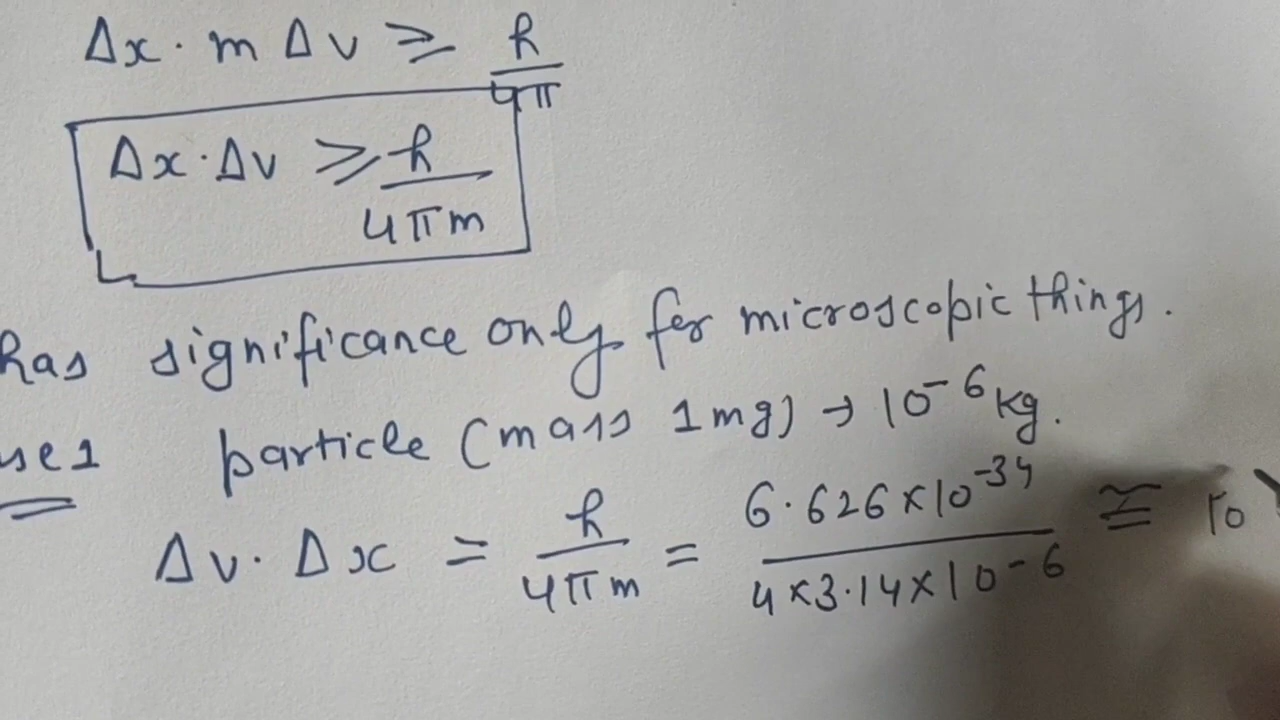 Δx · m Δv ≥ h/4π
Δx · Δv ≥ h/4πm
has significance only for microscopic things.
particle (mass 1mg) → 10⁻⁶ kg.
Δv · Δx = h/4πm = 6.626×10⁻³⁴/4×3.14×10⁻⁶ ≅ 10